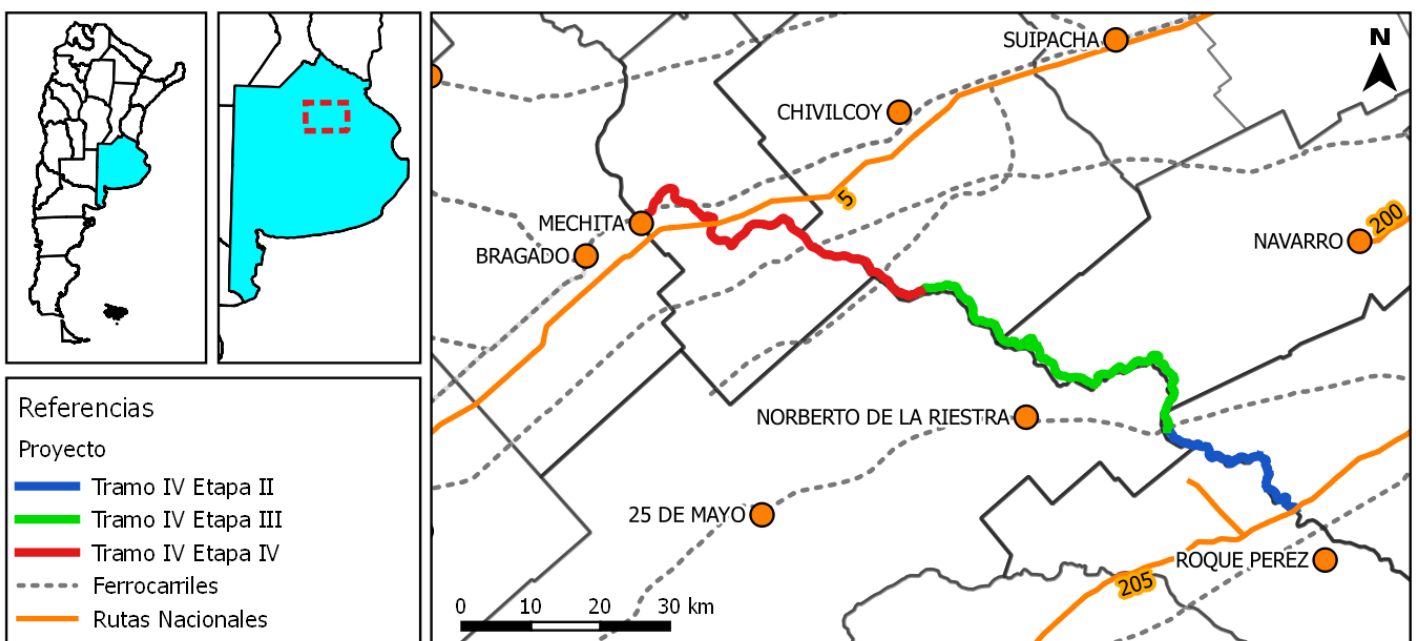 N
SUIPACHA
CHIVILCOY
5
MECHITA
BRAGADO
200
NAVARRO
NORBERTO DE LA RIESTRA
25 DE MAYO
ROQUE PEREZ
205
0 10 20 30 km
Referencias
Proyecto
Tramo IV Etapa II
Tramo IV Etapa III
Tramo IV Etapa IV
Ferrocarriles
Rutas Nacionales